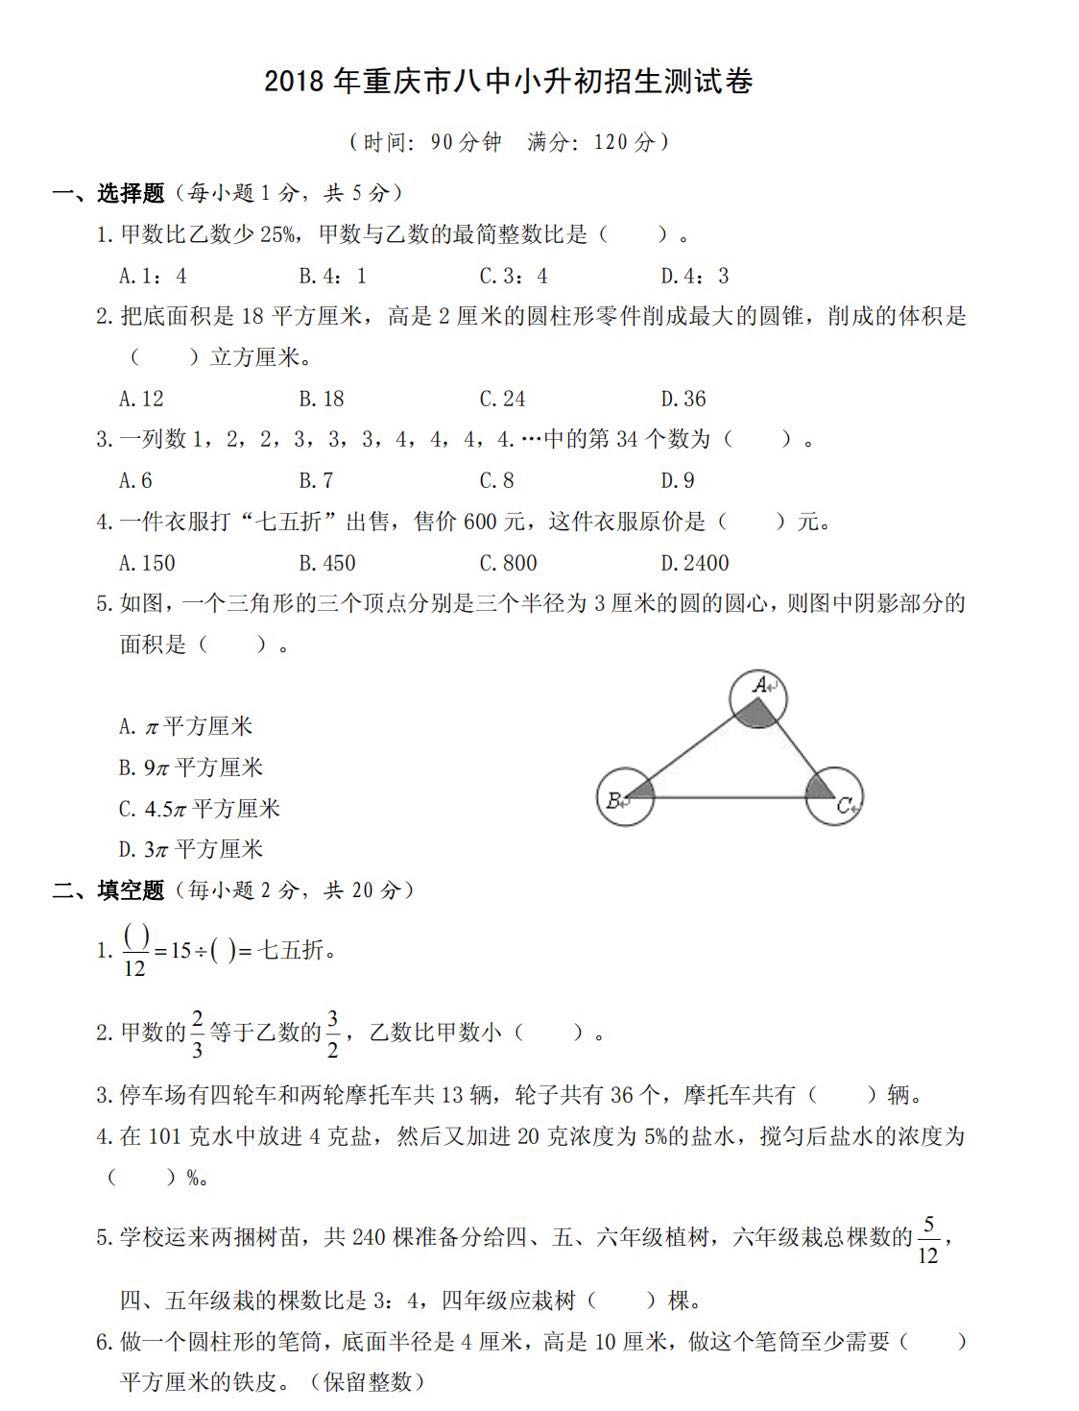 2018 年重庆市八中小升初招生测试卷
（时间：90 分钟 满分：120 分）
一、选择题（每小题 1 分，共 5 分）
1. 甲数比乙数少 25%，甲数与乙数的最简整数比是（ ）。
A.1：4 B.4：1 C.3：4 D.4：3
2. 把底面积是 18 平方厘米，高是 2 厘米的圆柱形零件削成最大的圆锥，削成的体积是
（ ）立方厘米。
A.12 B.18 C.24 D.36
3. 一列数 1，2，2，3，3，3，4，4，4，4.…中的第 34 个数为（ ）。
A.6 B.7 C.8 D.9
4. 一件衣服打“七五折”出售，售价 600 元，这件衣服原价是（ ）元。
A.150 B.450 C.800 D.2400
5. 如图，一个三角形的三个顶点分别是三个半径为 3 厘米的圆的圆心，则图中阴影部分的
面积是（ ）。
A↵
B↵
C↵
A. π 平方厘米
B. 9π 平方厘米
C. 4.5π 平方厘米
D. 3π 平方厘米
二、填空题（每小题 2 分，共 20 分）
1. ( )/12 = 15 ÷ ( ) = 七五折。
2. 甲数的 2/3 等于乙数的 3/2，乙数比甲数小（ ）。
3. 停车场有四轮车和两轮摩托车共 13 辆，轮子共有 36 个，摩托车共有（ ）辆。
4. 在 101 克水中放进 4 克盐，然后又加进 20 克浓度为 5%的盐水，搅匀后盐水的浓度为
（ ）%。
5. 学校运来两捆树苗，共 240 棵准备分给四、五、六年级植树，六年级栽总棵数的 5/12，
四、五年级栽的棵数比是 3：4，四年级应栽树（ ）棵。
6. 做一个圆柱形的笔筒，底面半径是 4 厘米，高是 10 厘米，做这个笔筒至少需要（ ）
平方厘米的铁皮。（保留整数）